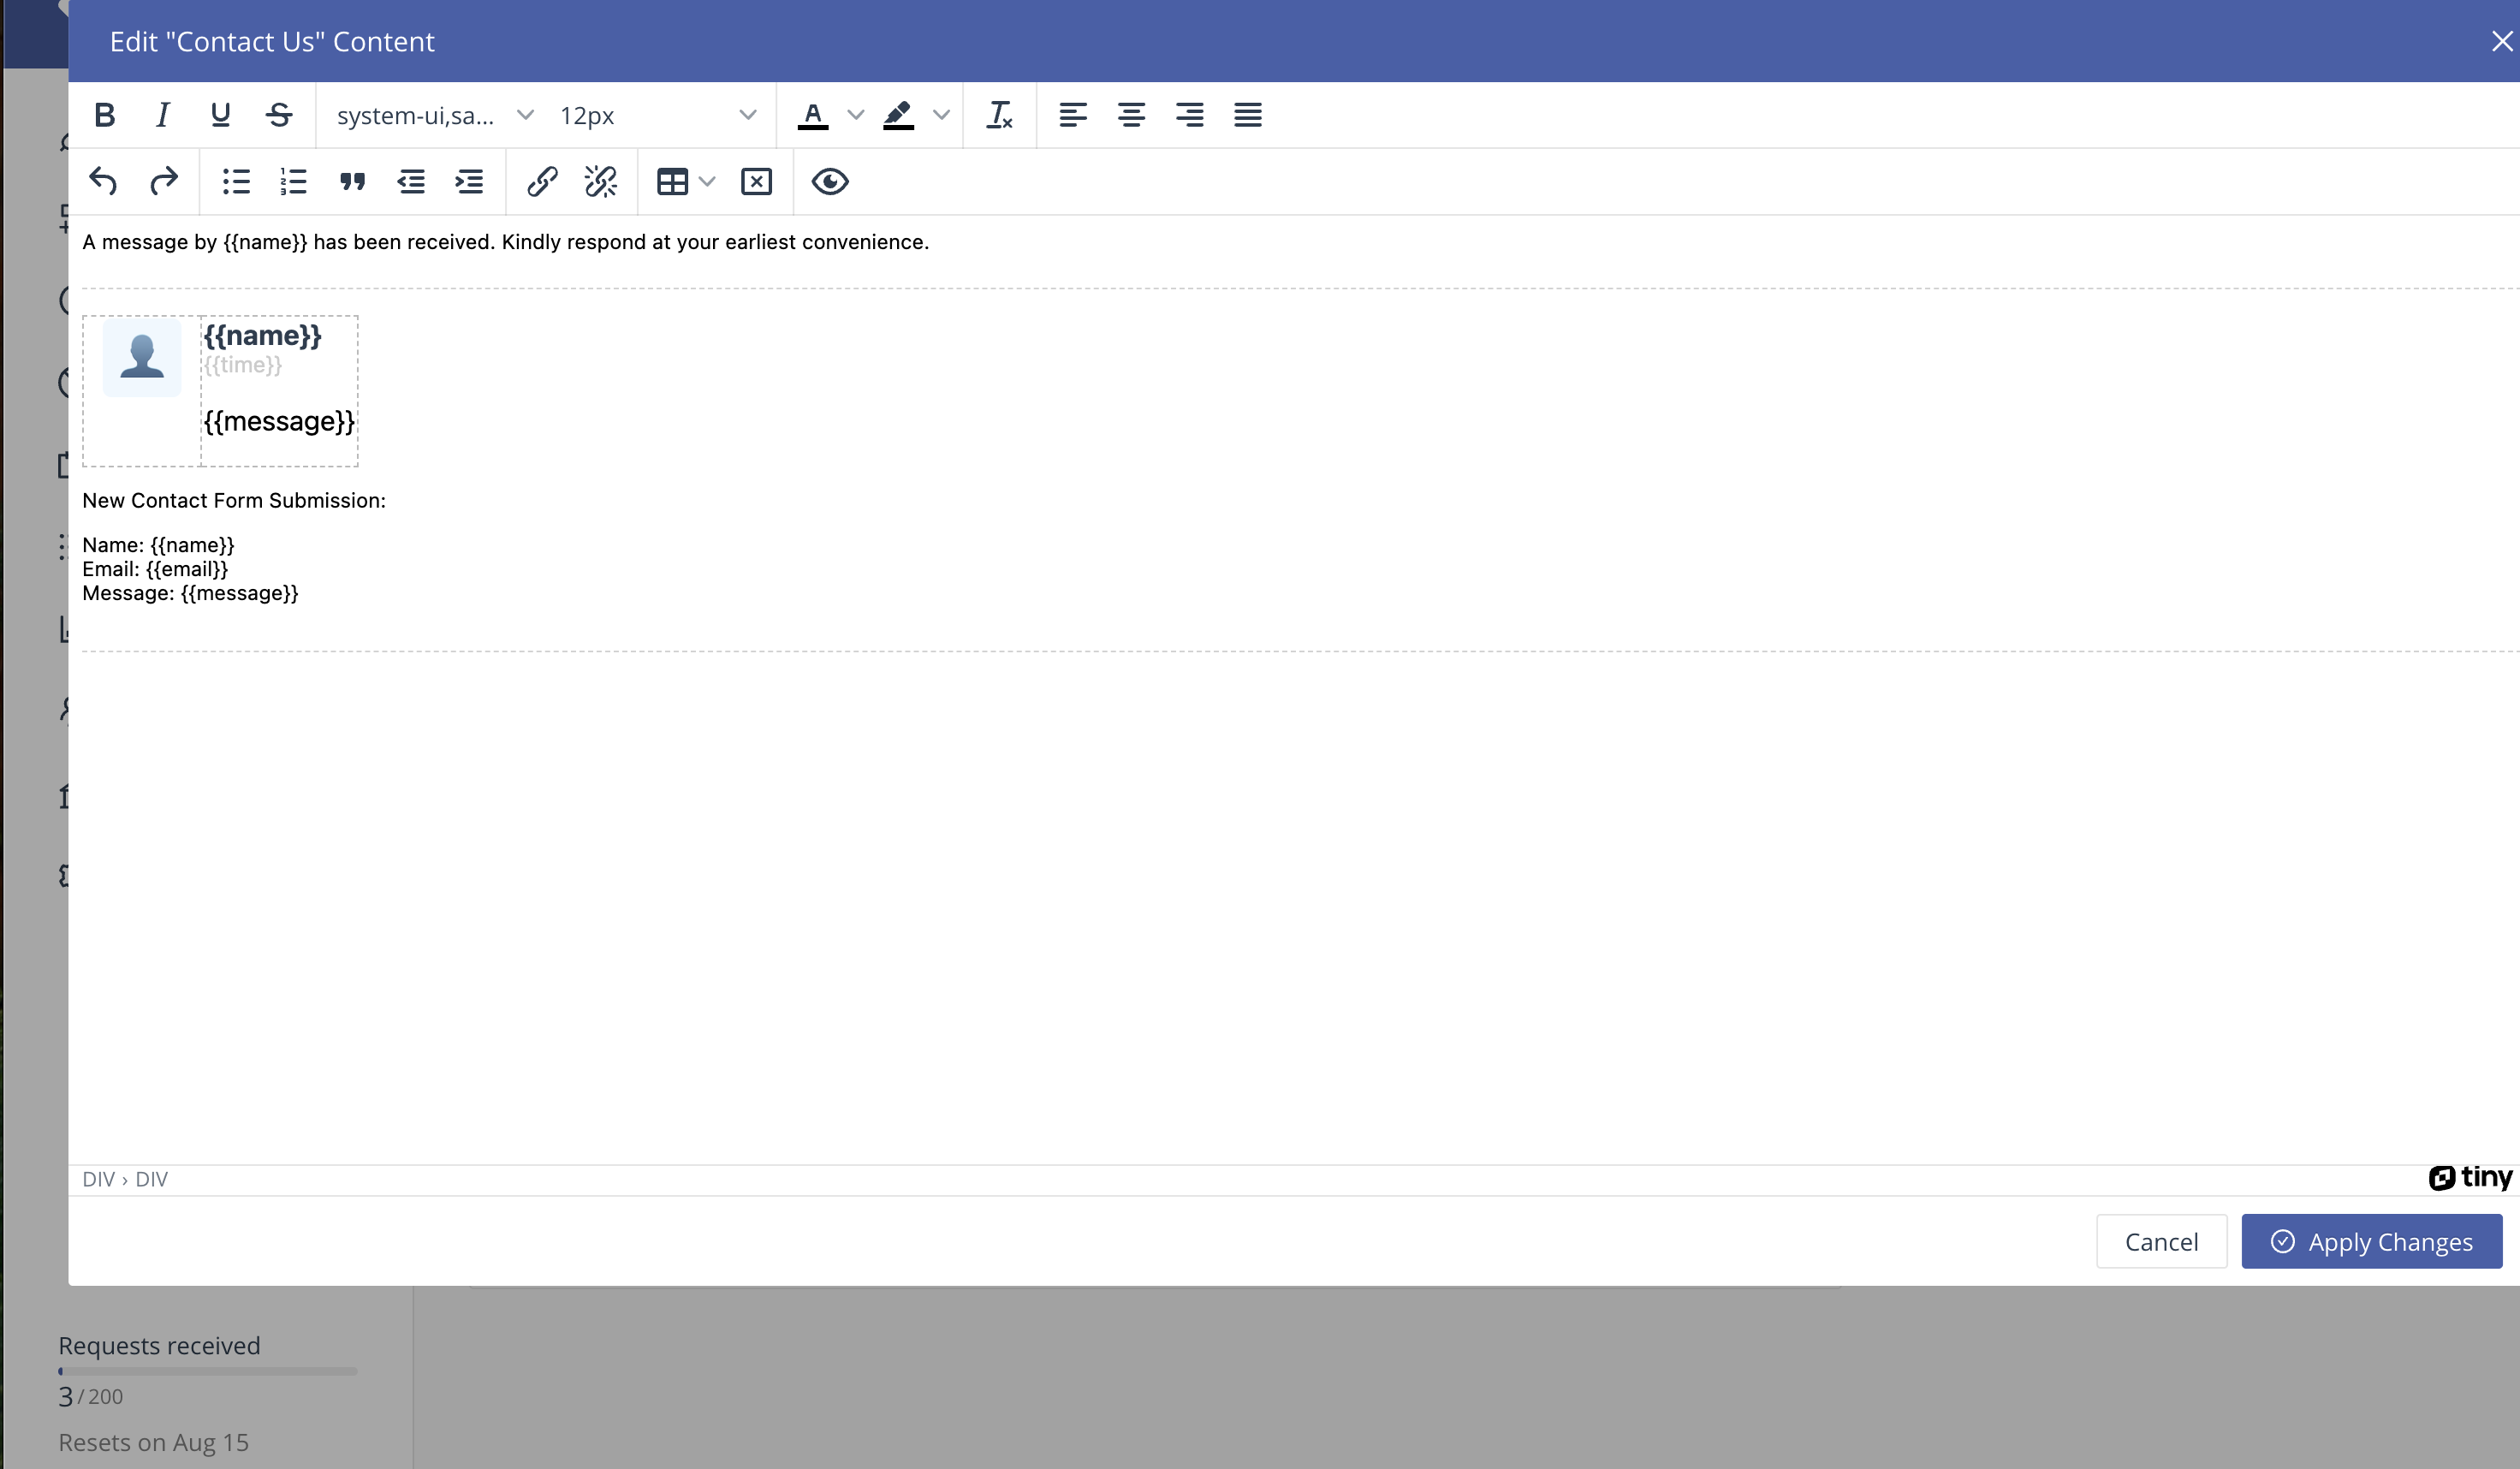 Edit "Contact Us" Content
system-ui,sa... 12px
A message by {{name}} has been received. Kindly respond at your earliest convenience.
{{name}}
{{time}}
{{message}}
New Contact Form Submission:
Name: {{name}}
Email: {{email}}
Message: {{message}}
DIV › DIV
tiny
Cancel
Apply Changes
Requests received
3 / 200
Resets on Aug 15